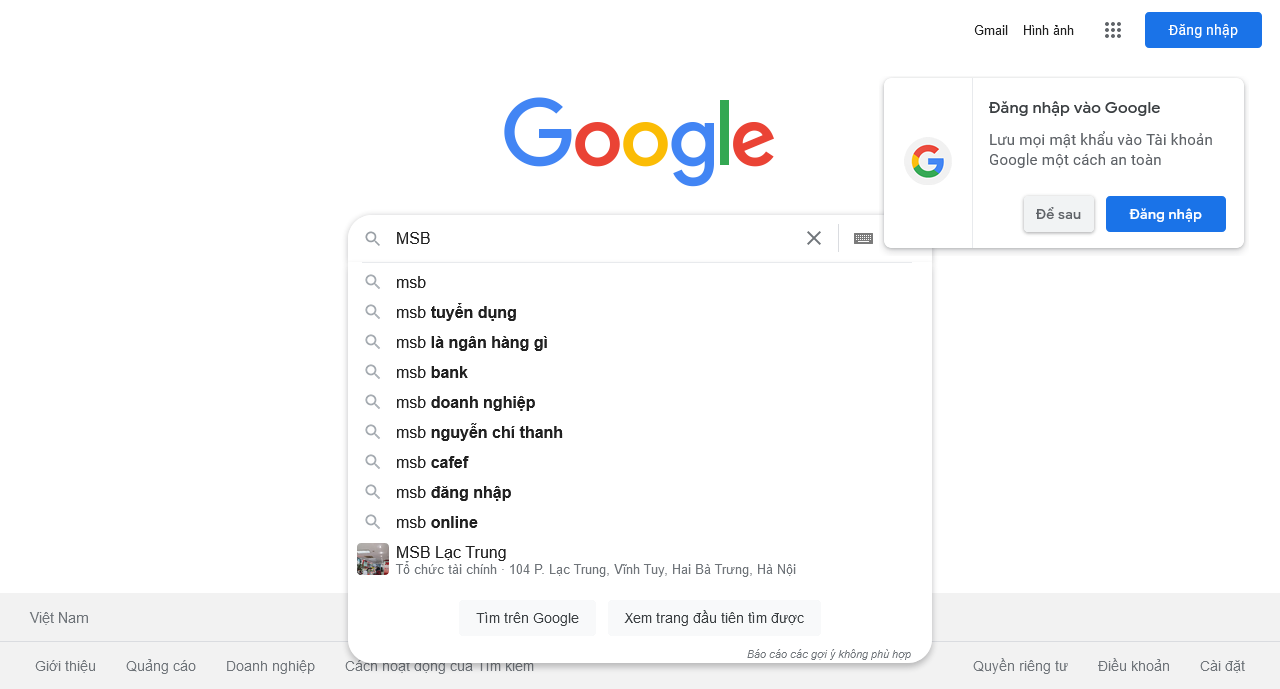 Gmail Hình ảnh Đăng nhập
Google
Đăng nhập vào Google
Lưu mọi mật khẩu vào Tài khoản
Google một cách an toàn
Để sau Đăng nhập
MSB
msb
msb tuyển dụng
msb là ngân hàng gì
msb bank
msb doanh nghiệp
msb nguyễn chí thanh
msb cafef
msb đăng nhập
msb online
MSB Lạc Trung
Tổ chức tài chính · 104 P. Lạc Trung, Vĩnh Tuy, Hai Bà Trưng, Hà Nội
Tìm trên Google Xem trang đầu tiên tìm được
Báo cáo các gợi ý không phù hợp
Việt Nam
Giới thiệu Quảng cáo Doanh nghiệp Cách hoạt động của Tìm kiếm Quyền riêng tư Điều khoản Cài đặt